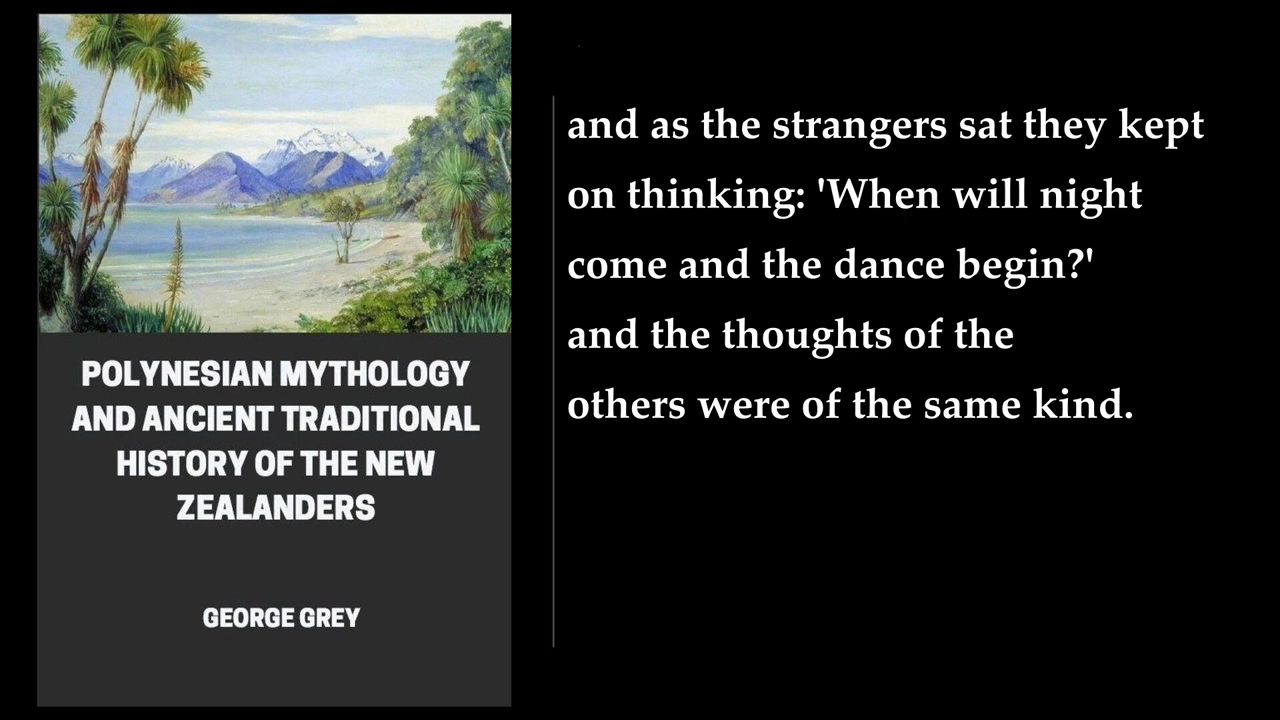 POLYNESIAN MYTHOLOGY
AND ANCIENT TRADITIONAL
HISTORY OF THE NEW
ZEALANDERS
GEORGE GREY
and as the strangers sat they kept
on thinking: 'When will night
come and the dance begin?'
and the thoughts of the
others were of the same kind.